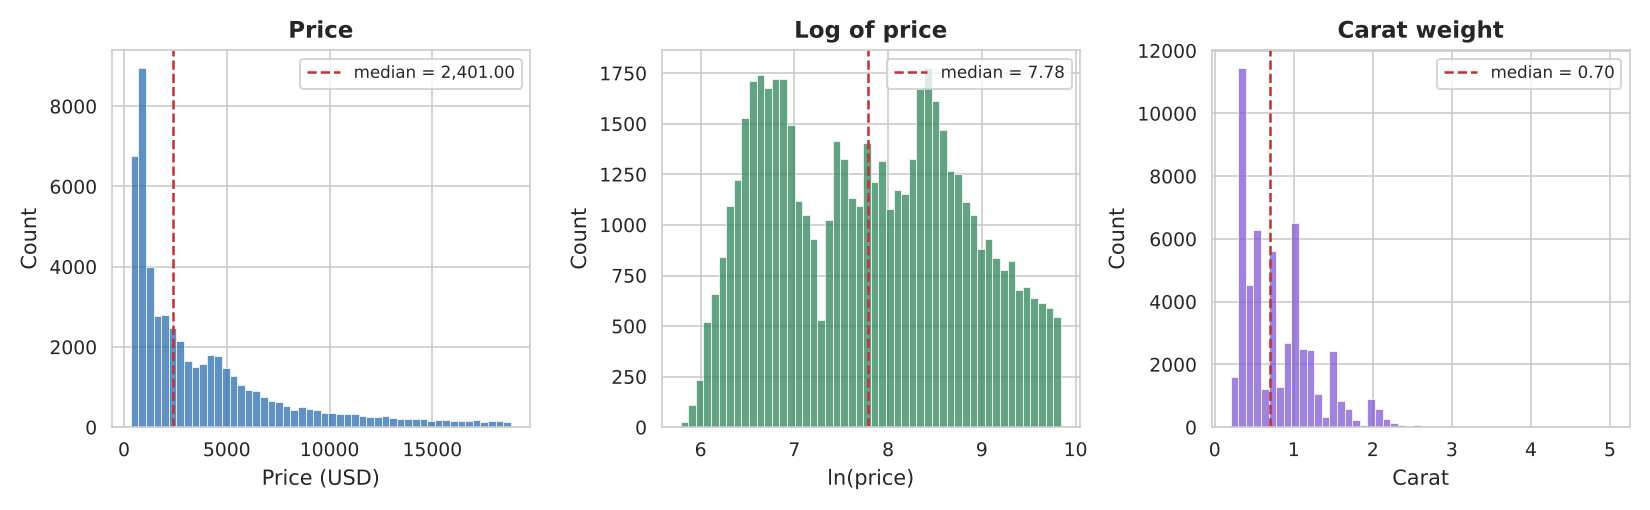 Price
median = 2,401.00
Count
8000
6000
4000
2000
0
0 5000 10000 15000
Price (USD)
Log of price
median = 7.78
Count
1750
1500
1250
1000
750
500
250
0
6 7 8 9 10
ln(price)
Carat weight
median = 0.70
Count
12000
10000
8000
6000
4000
2000
0
0 1 2 3 4 5
Carat